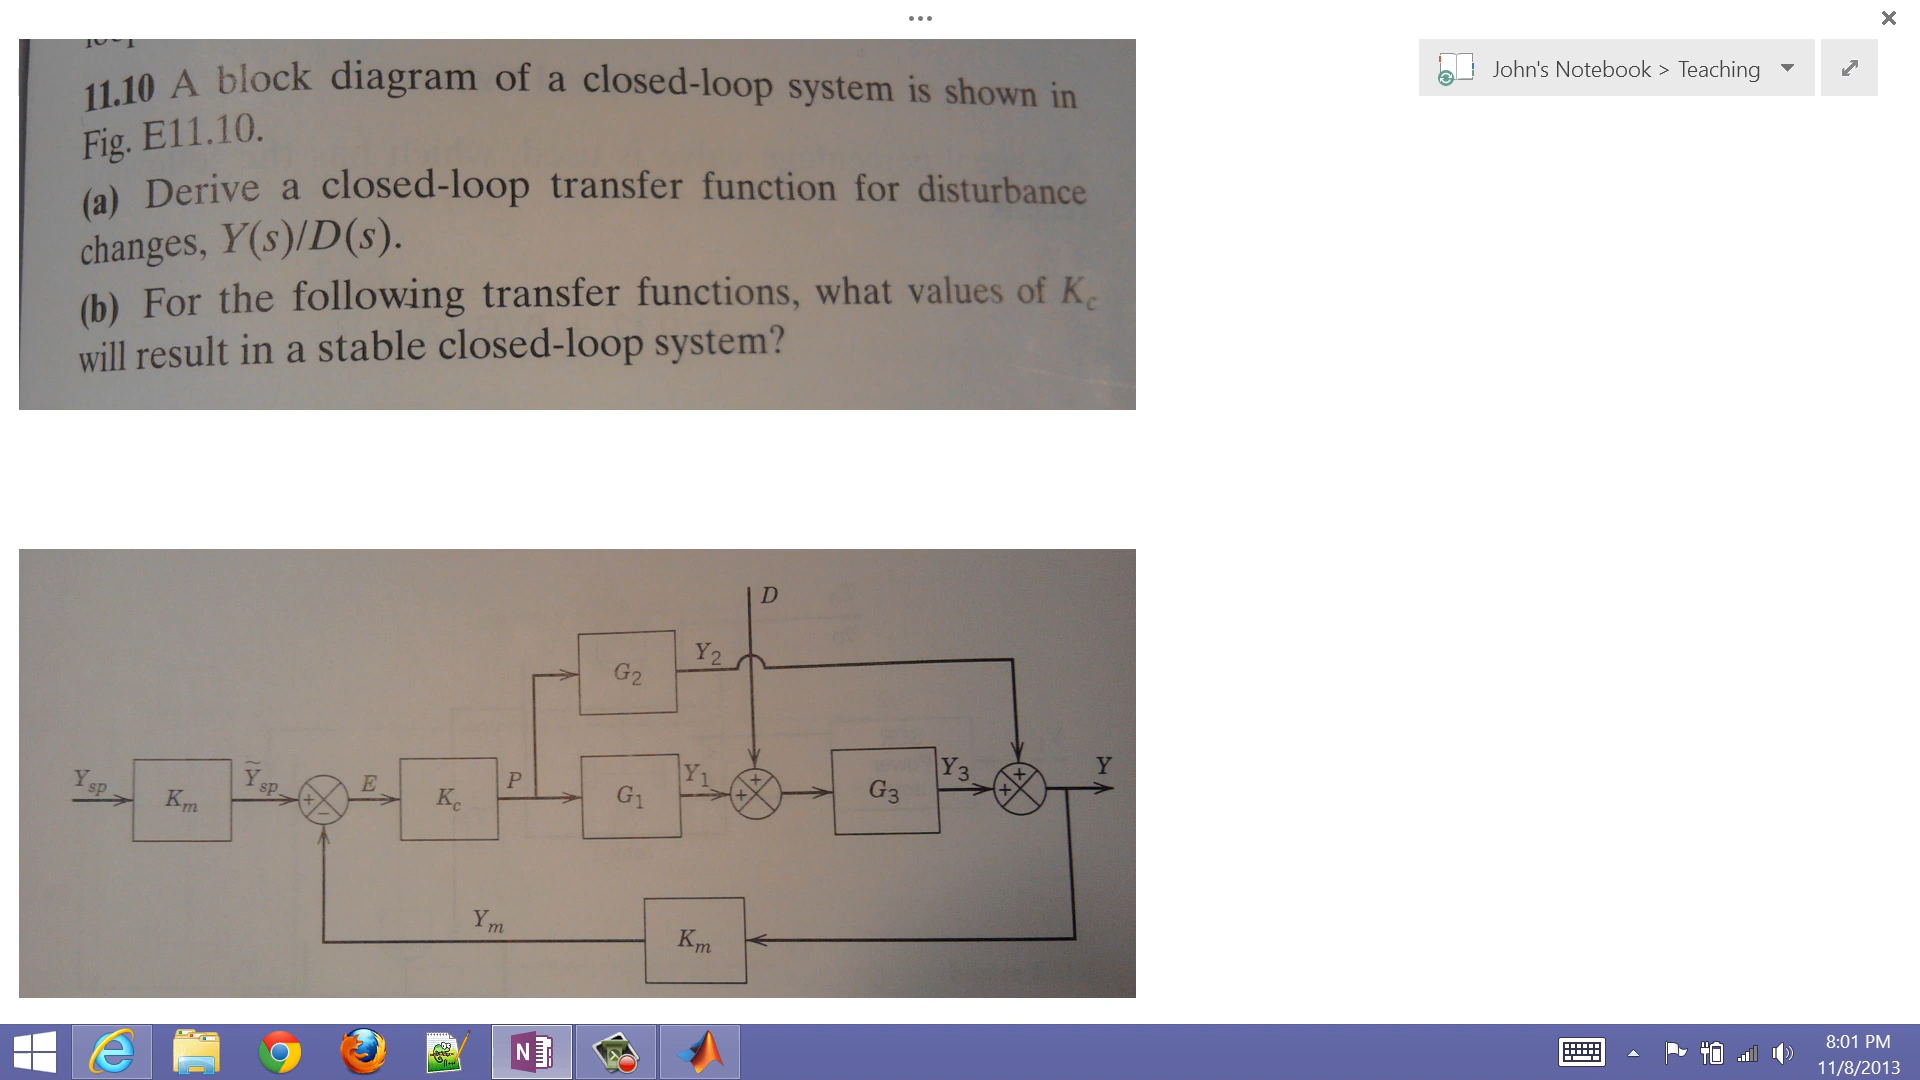 John's Notebook > Teaching
11.10 A block diagram of a closed-loop system is shown in
Fig. E11.10.
(a) Derive a closed-loop transfer function for disturbance
changes, Y(s)/D(s).
(b) For the following transfer functions, what values of Kc
will result in a stable closed-loop system?
D
G2
Y2
Ysp
Km
Ỹsp
+
−
E
Kc
P
G1
Y1
+
+
G3
Y3
+
+
Y
Ym
Km
N
8:01 PM
11/8/2013